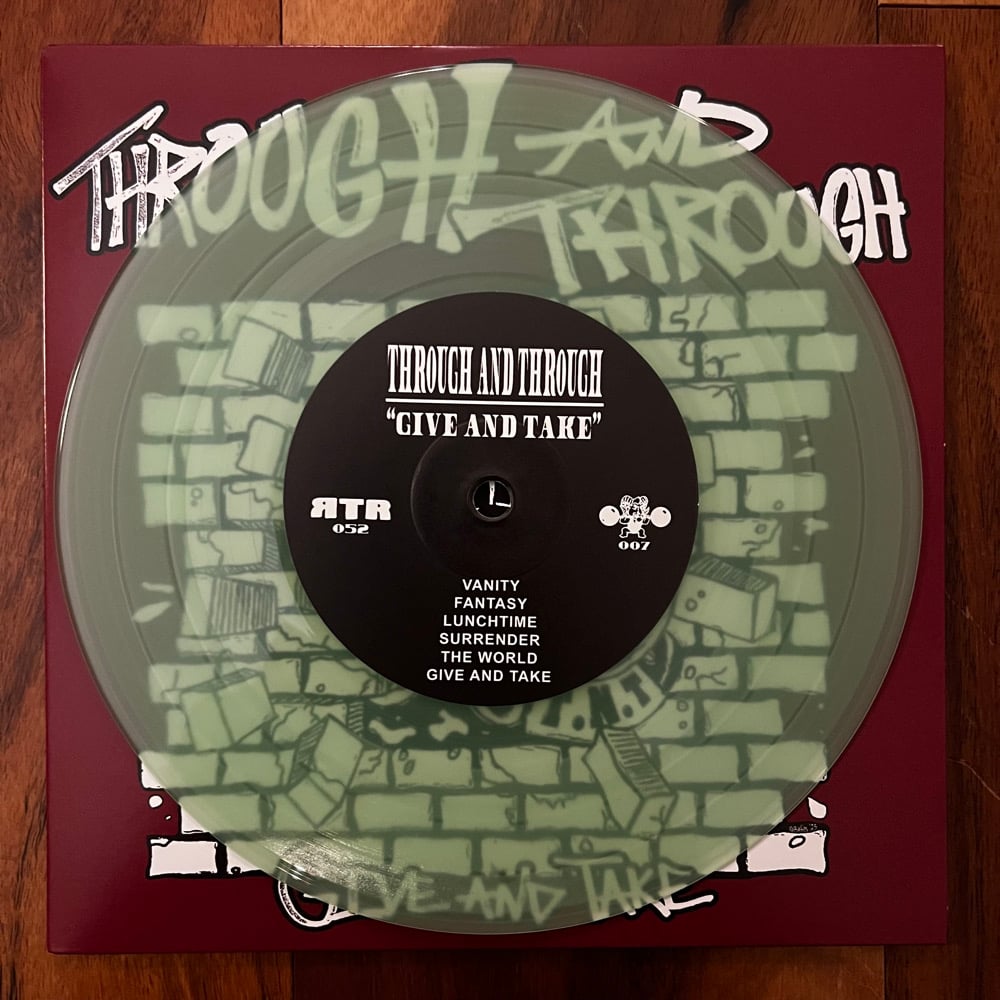 THROUGH AND
THROUGH
THROUGH AND THROUGH
"GIVE AND TAKE"
ЯTR
052
007
VANITY
FANTASY
LUNCHTIME
SURRENDER
THE WORLD
GIVE AND TAKE
GIVE AND TAKE